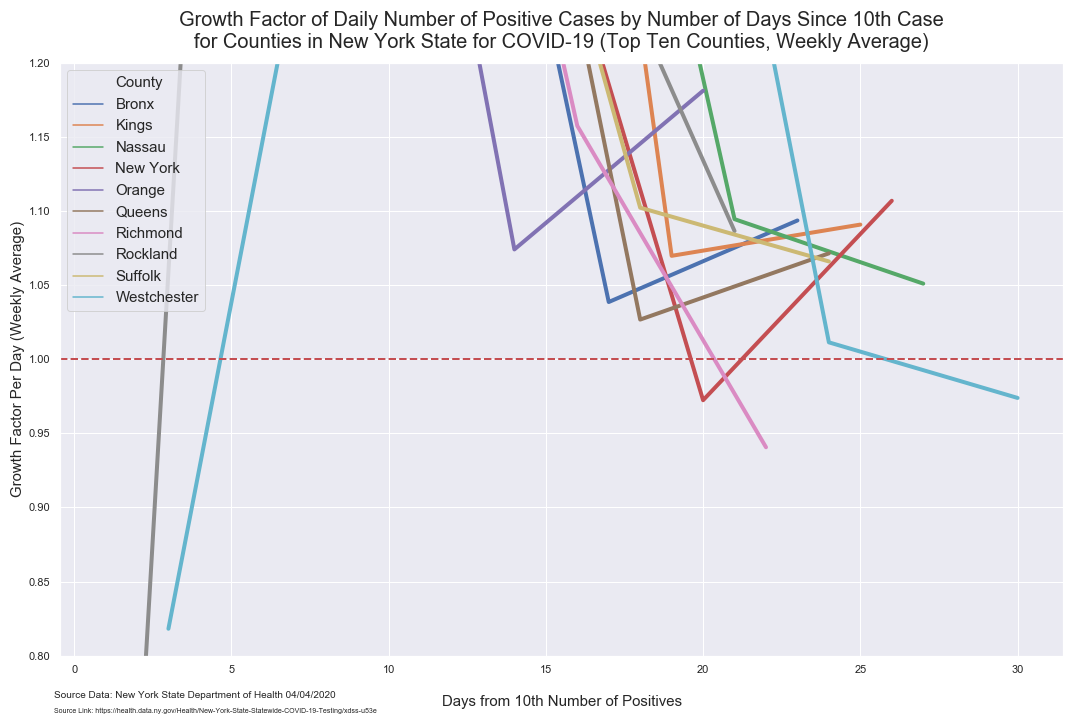 Growth Factor of Daily Number of Positive Cases by Number of Days Since 10th Case
for Counties in New York State for COVID-19 (Top Ten Counties, Weekly Average)
Growth Factor Per Day (Weekly Average)
1.20
1.15
1.10
1.05
1.00
0.95
0.90
0.85
0.80
County
Bronx
Kings
Nassau
New York
Orange
Queens
Richmond
Rockland
Suffolk
Westchester
0 5 10 15 20 25 30
Days from 10th Number of Positives
Source Data: New York State Department of Health 04/04/2020
Source Link: https://health.data.ny.gov/Health/New-York-State-Statewide-COVID-19-Testing/xdss-u53e